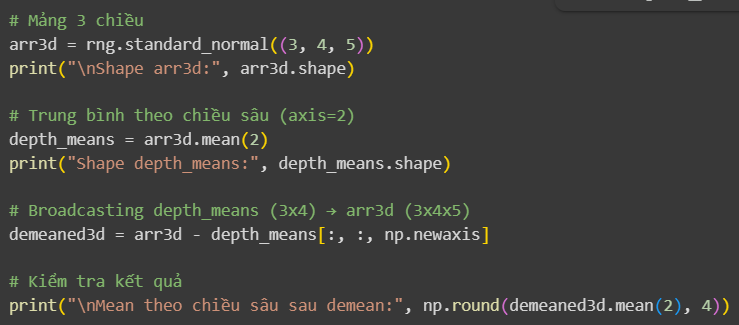 # Mảng 3 chiều
arr3d = rng.standard_normal((3, 4, 5))
print("\nShape arr3d:", arr3d.shape)
# Trung bình theo chiều sâu (axis=2)
depth_means = arr3d.mean(2)
print("Shape depth_means:", depth_means.shape)
# Broadcasting depth_means (3x4) → arr3d (3x4x5)
demeaned3d = arr3d - depth_means[:, :, np.newaxis]
# Kiểm tra kết quả
print("\nMean theo chiều sâu sau demean:", np.round(demeaned3d.mean(2), 4))